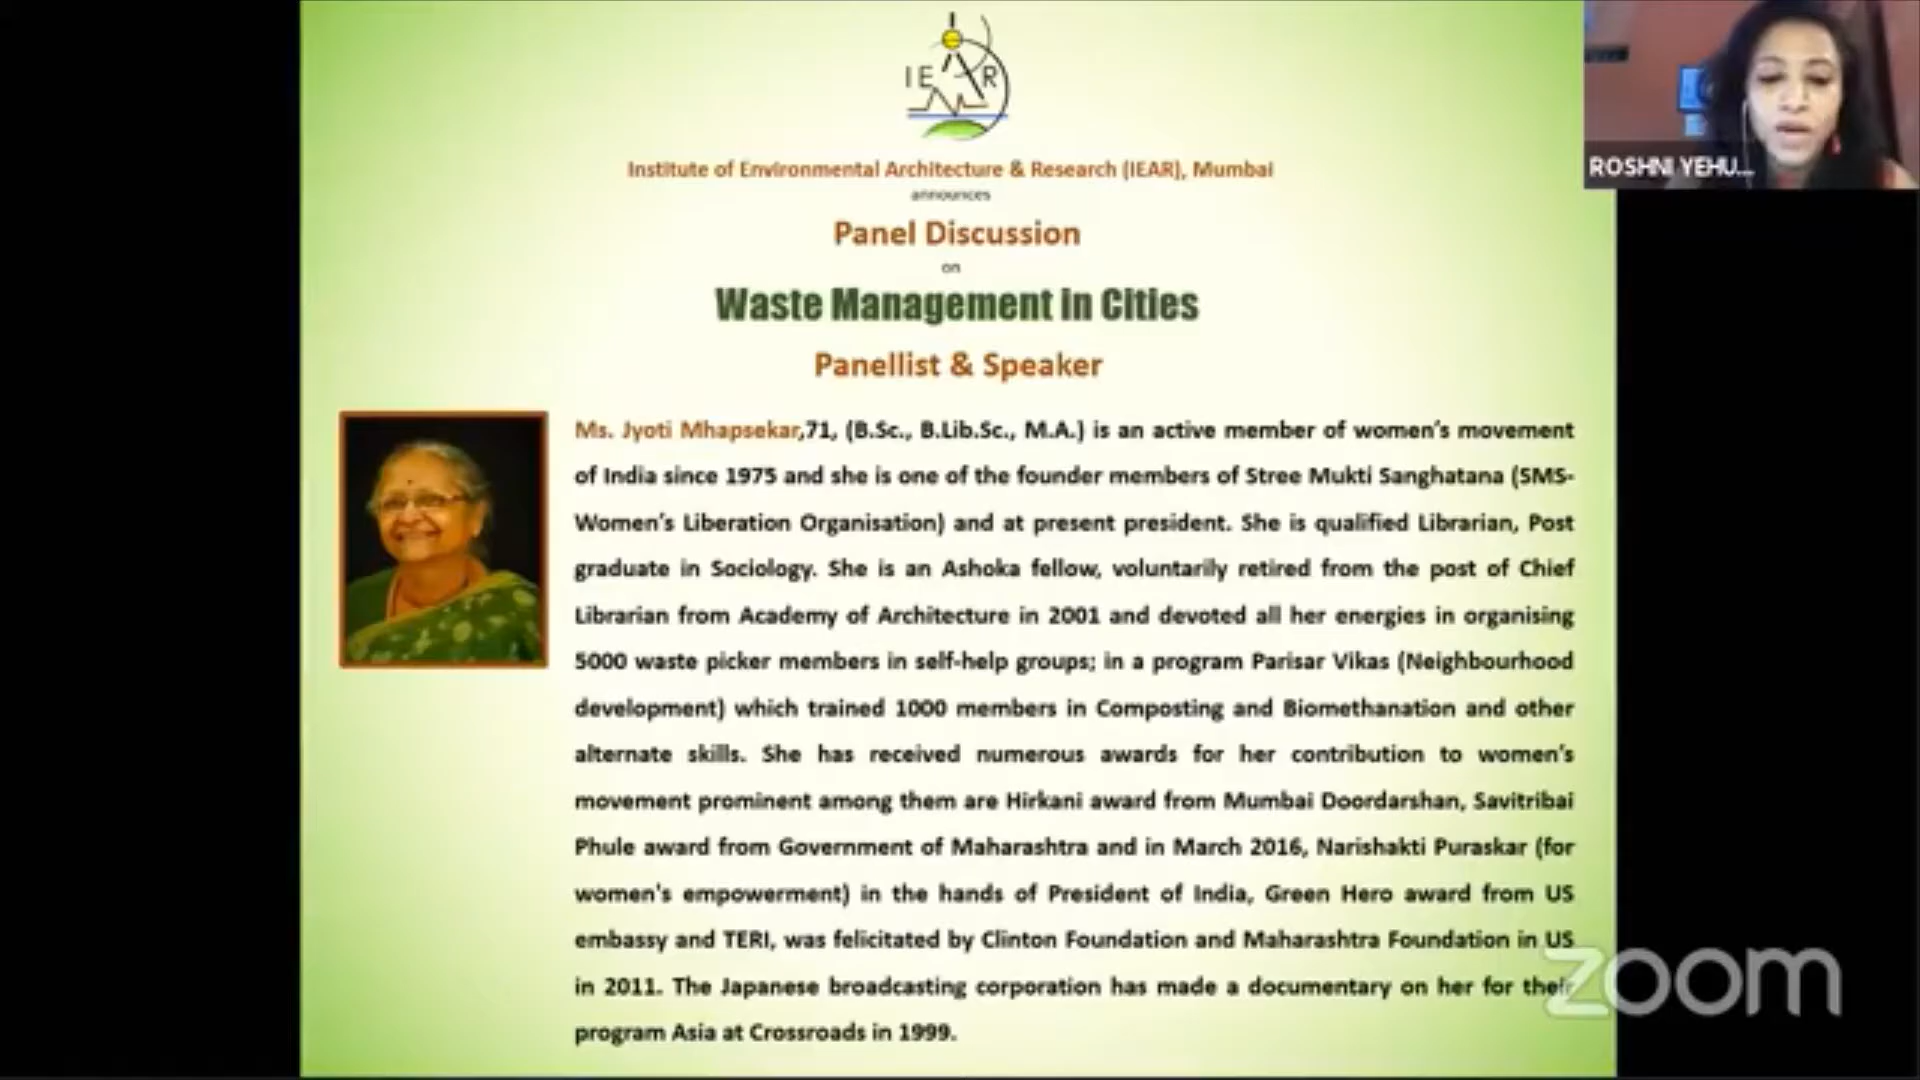 IEAR
Institute of Environmental Architecture & Research (IEAR), Mumbai
announces
Panel Discussion
on
Waste Management in Cities
Panellist & Speaker
Ms. Jyoti Mhapsekar,71, (B.Sc., B.Lib.Sc., M.A.) is an active member of women's movement
of India since 1975 and she is one of the founder members of Stree Mukti Sanghatana (SMS-
Women's Liberation Organisation) and at present president. She is qualified Librarian, Post
graduate in Sociology. She is an Ashoka fellow, voluntarily retired from the post of Chief
Librarian from Academy of Architecture in 2001 and devoted all her energies in organising
5000 waste picker members in self-help groups; in a program Parisar Vikas (Neighbourhood
development) which trained 1000 members in Composting and Biomethanation and other
alternate skills. She has received numerous awards for her contribution to women's
movement prominent among them are Hirkani award from Mumbai Doordarshan, Savitribai
Phule award from Government of Maharashtra and in March 2016, Narishakti Puraskar (for
women's empowerment) in the hands of President of India, Green Hero award from US
embassy and TERI, was felicitated by Clinton Foundation and Maharashtra Foundation in US
in 2011. The Japanese broadcasting corporation has made a documentary on her for their
program Asia at Crossroads in 1999.
ROSHNI YEHU...
zoom